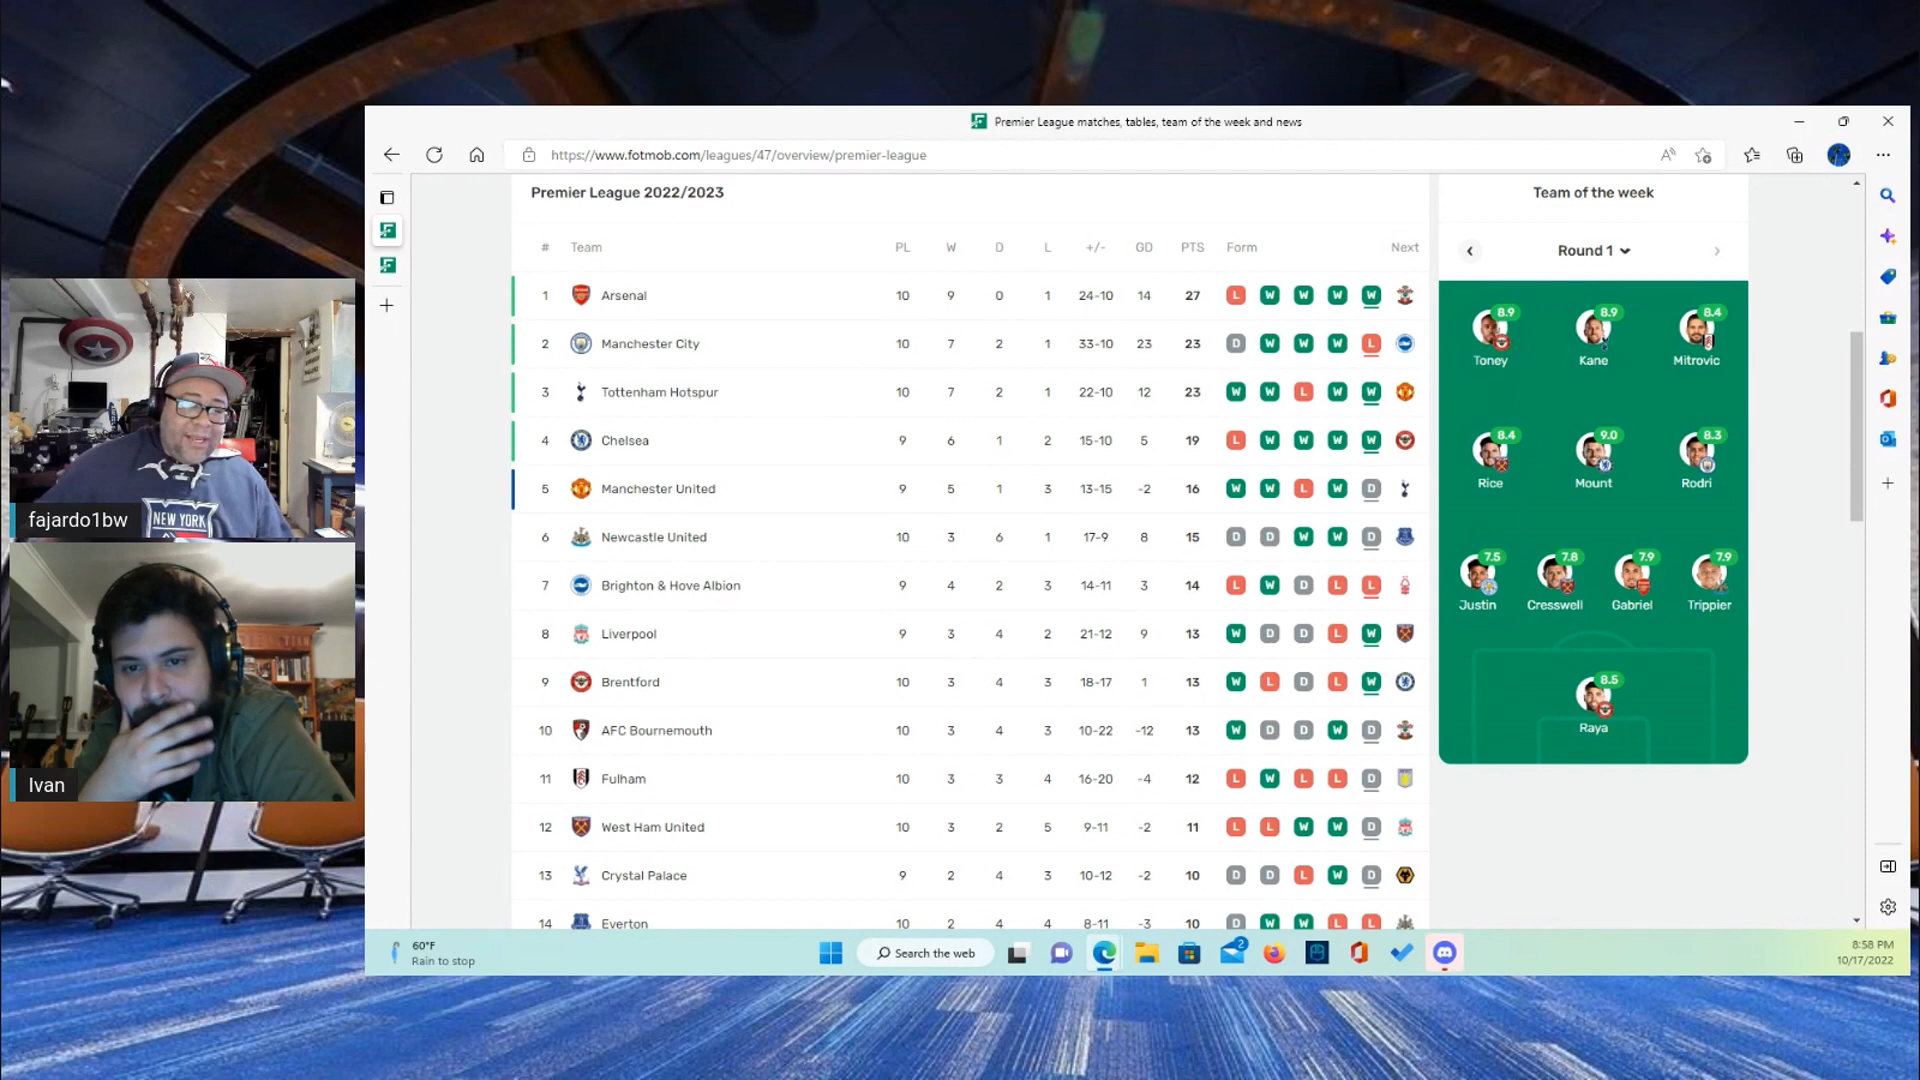 Premier League matches, tables, team of the week and news
https://www.fotmob.com/leagues/47/overview/premier-league
Premier League 2022/2023
# Team PL W D L +/- GD PTS Form Next
1 Arsenal 10 9 0 1 24-10 14 27 L W W W W
2 Manchester City 10 7 2 1 33-10 23 23 D W W W L
3 Tottenham Hotspur 10 7 2 1 22-10 12 23 W W L W W
4 Chelsea 9 6 1 2 15-10 5 19 L W W W W
5 Manchester United 9 5 1 3 13-15 -2 16 W W L W D
6 Newcastle United 10 3 6 1 17-9 8 15 D D W W D
7 Brighton & Hove Albion 9 4 2 3 14-11 3 14 L W D L L
8 Liverpool 9 3 4 2 21-12 9 13 W D D L W
9 Brentford 10 3 4 3 18-17 1 13 W L D L W
10 AFC Bournemouth 10 3 4 3 10-22 -12 13 W D D W D
11 Fulham 10 3 3 4 16-20 -4 12 L W L L D
12 West Ham United 10 3 2 5 9-11 -2 11 L L W W D
13 Crystal Palace 9 2 4 3 10-12 -2 10 D D L W D
14 Everton 10 2 4 4 8-11 -3 10 D W W L L
Team of the week
Round 1
8.9 8.9 8.4
Toney Kane Mitrovic
8.4 9.0 8.3
Rice Mount Rodri
7.5 7.8 7.9 7.9
Justin Cresswell Gabriel Trippier
8.5
Raya
NEW YORK
fajardo1bw
Ivan
60°F
Rain to stop
Search the web
2
8:58 PM
10/17/2022